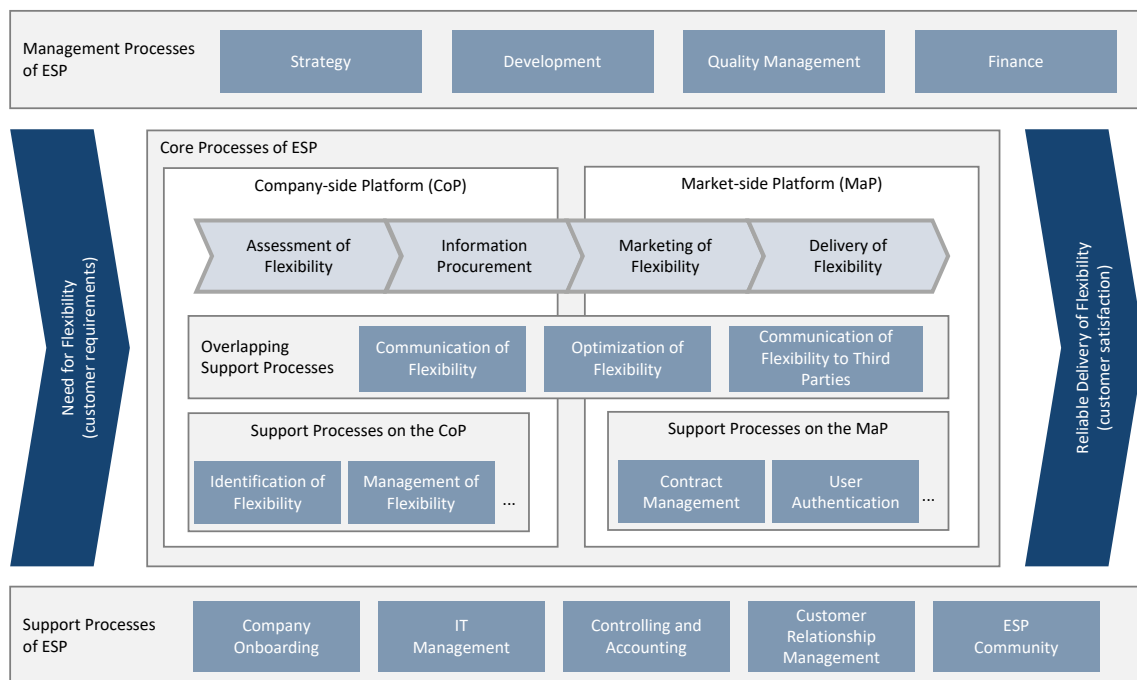 Management Processes
of ESP
Strategy
Development
Quality Management
Finance
Need for Flexibility
(customer requirements)
Core Processes of ESP
Company-side Platform (CoP)
Market-side Platform (MaP)
Assessment of
Flexibility
Information
Procurement
Marketing of
Flexibility
Delivery of
Flexibility
Overlapping
Support Processes
Communication of
Flexibility
Optimization of
Flexibility
Communication of
Flexibility to Third
Parties
Support Processes on the CoP
Identification of
Flexibility
Management of
Flexibility
...
Support Processes on the MaP
Contract
Management
User
Authentication
...
Reliable Delivery of Flexibility
(customer satisfaction)
Support Processes
of ESP
Company
Onboarding
IT
Management
Controlling and
Accounting
Customer
Relationship
Management
ESP
Community